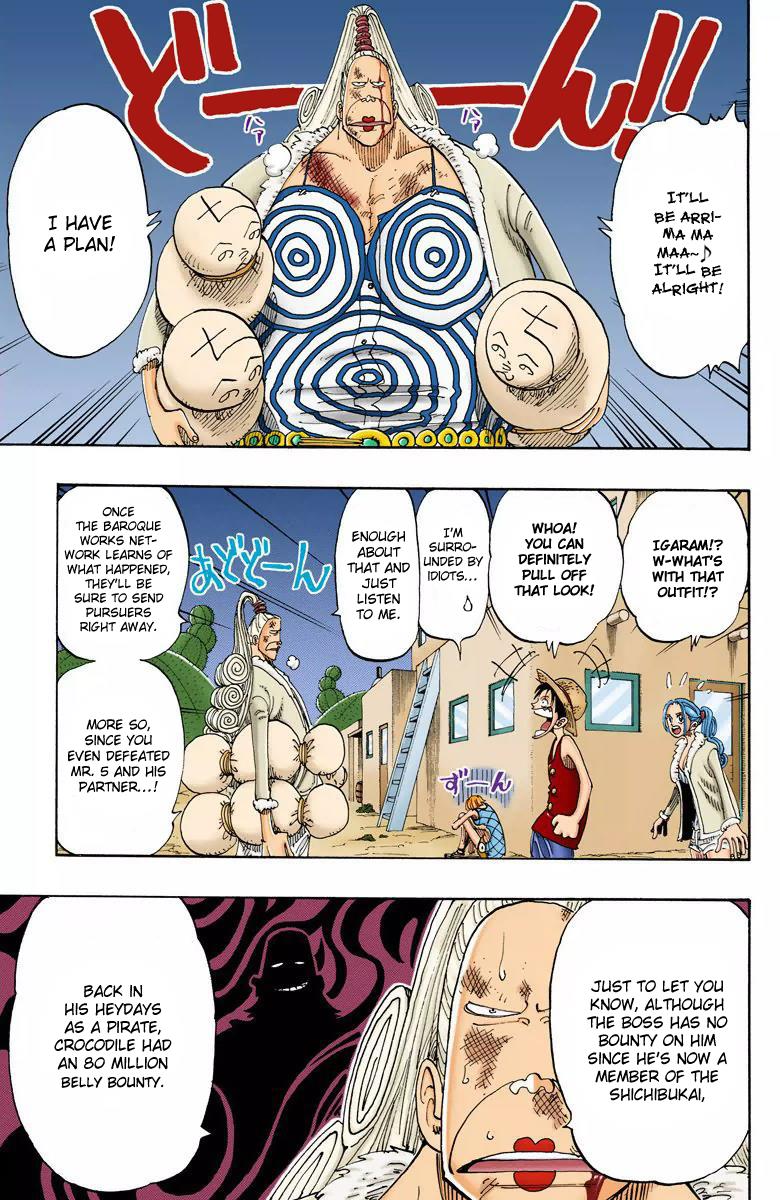 どーーん!!
IT'LL
BE ARRI-
MA MA
MAA~♪
IT'LL BE
ALRIGHT!
I HAVE
A PLAN!
IGARAM!?
W-WHAT'S
WITH THAT
OUTFIT!?
WHOA!
YOU CAN
DEFINITELY
PULL OFF
THAT LOOK!
I'M
SURRO-
UNDED BY
IDIOTS...
ずーーん
ENOUGH
ABOUT
THAT AND
JUST
LISTEN
TO ME.
あどどーん
ONCE
THE BAROQUE
WORKS NET-
WORK LEARNS OF
WHAT HAPPENED,
THEY'LL BE
SURE TO SEND
PURSUERS
RIGHT AWAY.
MORE SO,
SINCE YOU
EVEN DEFEATED
MR. 5 AND HIS
PARTNER...!
JUST TO LET YOU
KNOW, ALTHOUGH
THE BOSS HAS NO
BOUNTY ON HIM
SINCE HE'S NOW A
MEMBER OF THE
SHICHIBUKAI,
BACK IN
HIS HEYDAYS
AS A PIRATE,
CROCODILE HAD
AN 80 MILLION
BELLY BOUNTY.